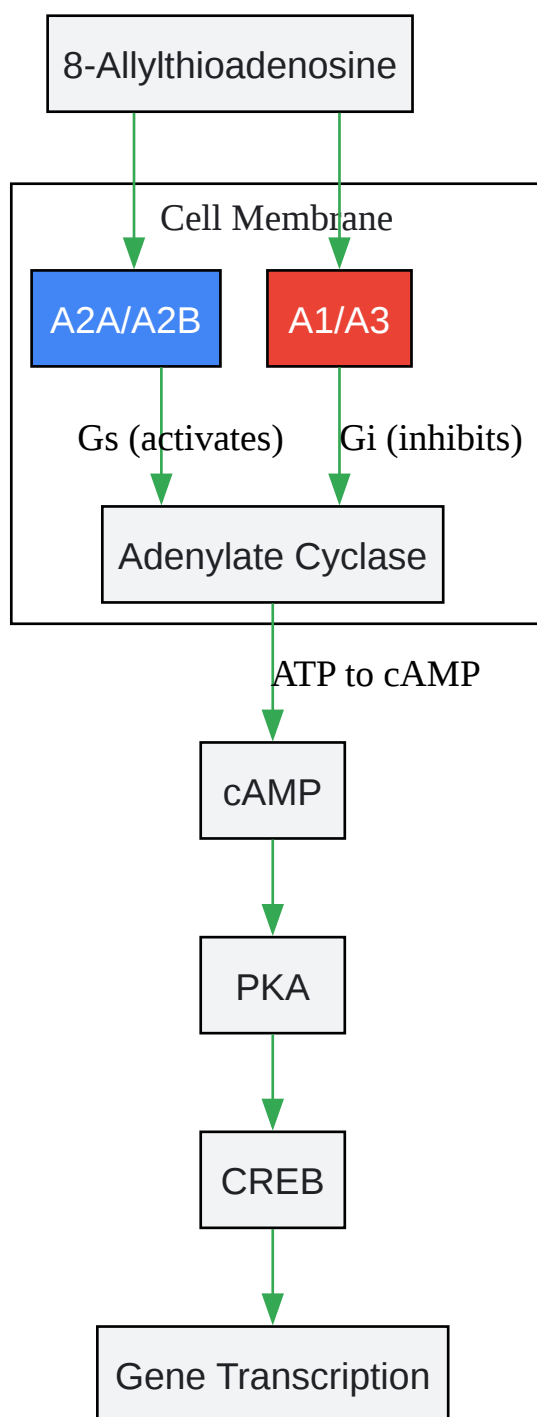 8-Allylthioadenosine
Cell Membrane
A2A/A2B
A1/A3
Gs (activates)
Gi (inhibits)
Adenylate Cyclase
ATP to cAMP
cAMP
PKA
CREB
Gene Transcription